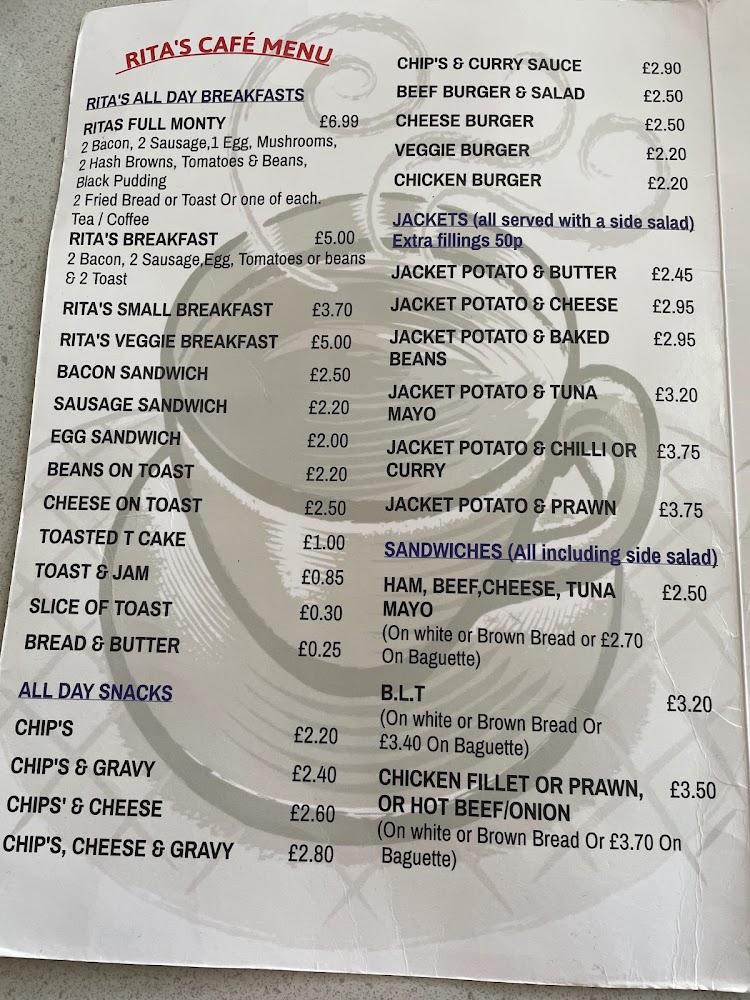 RITA'S CAFÉ MENU
RITA'S ALL DAY BREAKFASTS
RITAS FULL MONTY £6.99
2 Bacon, 2 Sausage,1 Egg, Mushrooms,
2 Hash Browns, Tomatoes & Beans,
Black Pudding
2 Fried Bread or Toast Or one of each.
Tea / Coffee
RITA'S BREAKFAST £5.00
2 Bacon, 2 Sausage,Egg, Tomatoes or beans
& 2 Toast
RITA'S SMALL BREAKFAST £3.70
RITA'S VEGGIE BREAKFAST £5.00
BACON SANDWICH £2.50
SAUSAGE SANDWICH £2.20
EGG SANDWICH £2.00
BEANS ON TOAST £2.20
CHEESE ON TOAST £2.50
TOASTED T CAKE £1.00
TOAST & JAM £0.85
SLICE OF TOAST £0.30
BREAD & BUTTER £0.25
ALL DAY SNACKS
CHIP'S £2.20
CHIP'S & GRAVY £2.40
CHIPS' & CHEESE £2.60
CHIP'S, CHEESE & GRAVY £2.80
CHIP'S & CURRY SAUCE £2.90
BEEF BURGER & SALAD £2.50
CHEESE BURGER £2.50
VEGGIE BURGER £2.20
CHICKEN BURGER £2.20
JACKETS (all served with a side salad)
Extra fillings 50p
JACKET POTATO & BUTTER £2.45
JACKET POTATO & CHEESE £2.95
JACKET POTATO & BAKED £2.95
BEANS
JACKET POTATO & TUNA £3.20
MAYO
JACKET POTATO & CHILLI OR £3.75
CURRY
JACKET POTATO & PRAWN £3.75
SANDWICHES (All including side salad)
HAM, BEEF,CHEESE, TUNA £2.50
MAYO
(On white or Brown Bread or £2.70
On Baguette)
B.L.T £3.20
(On white or Brown Bread Or
£3.40 On Baguette)
CHICKEN FILLET OR PRAWN, £3.50
OR HOT BEEF/ONION
(On white or Brown Bread Or £3.70 On
Baguette)